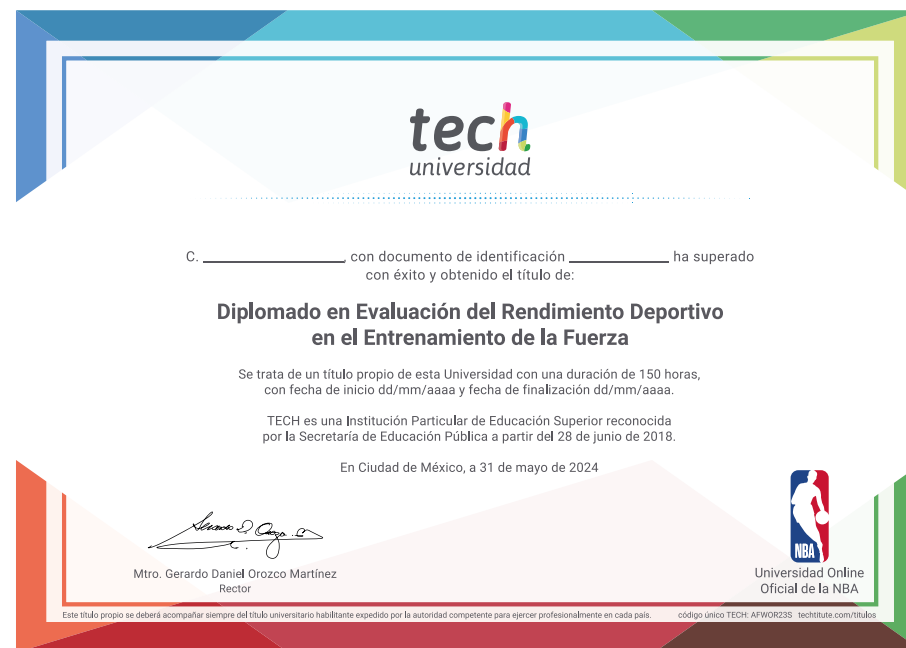 tech
universidad
C. ____________________, con documento de identificación ______________ ha superado
con éxito y obtenido el título de:
Diplomado en Evaluación del Rendimiento Deportivo
en el Entrenamiento de la Fuerza
Se trata de un título propio de esta Universidad con una duración de 150 horas,
con fecha de inicio dd/mm/aaaa y fecha de finalización dd/mm/aaaa.
TECH es una Institución Particular de Educación Superior reconocida
por la Secretaría de Educación Pública a partir del 28 de junio de 2018.
En Ciudad de México, a 31 de mayo de 2024
Mtro. Gerardo Daniel Orozco Martínez
Rector
NBA
Universidad Online
Oficial de la NBA
Este título propio se deberá acompañar siempre del título universitario habilitante expedido por la autoridad competente para ejercer profesionalmente en cada país. código único TECH: AFWOR23S techtitute.com/titulos